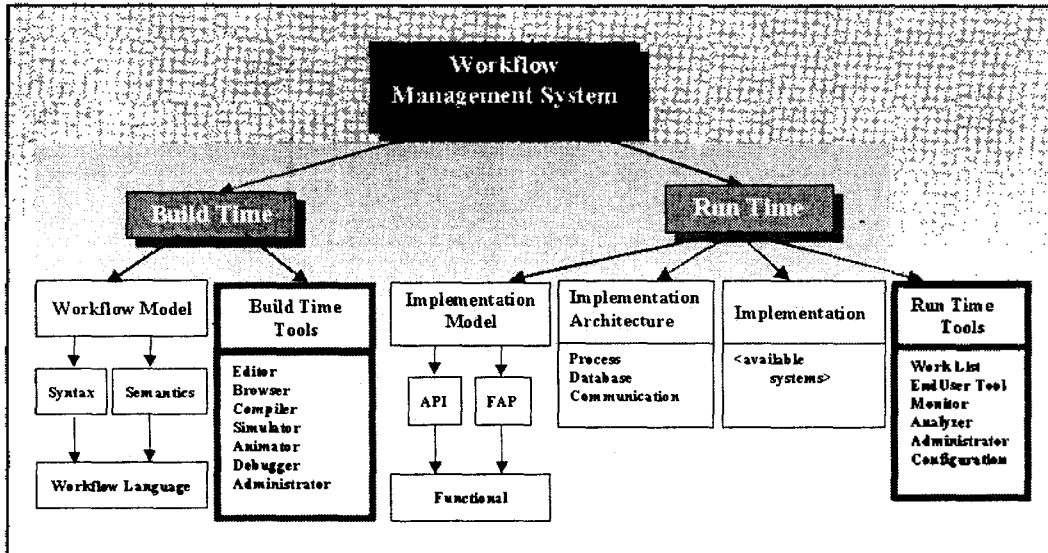 Workflow
Management System
Build Time
Run Time
Workflow Model
Syntax
Semantics
Workflow Language
Build Time
Tools
Editor
Browser
Compiler
Simulator
Animator
Debugger
Administrator
Implementation
Model
API
FAP
Functional
Implementation
Architecture
Process
Database
Communication
Implementation
<available
systems>
Run Time
Tools
Work List
EndUser Tool
Monitor
Analyzer
Administrator
Configuration